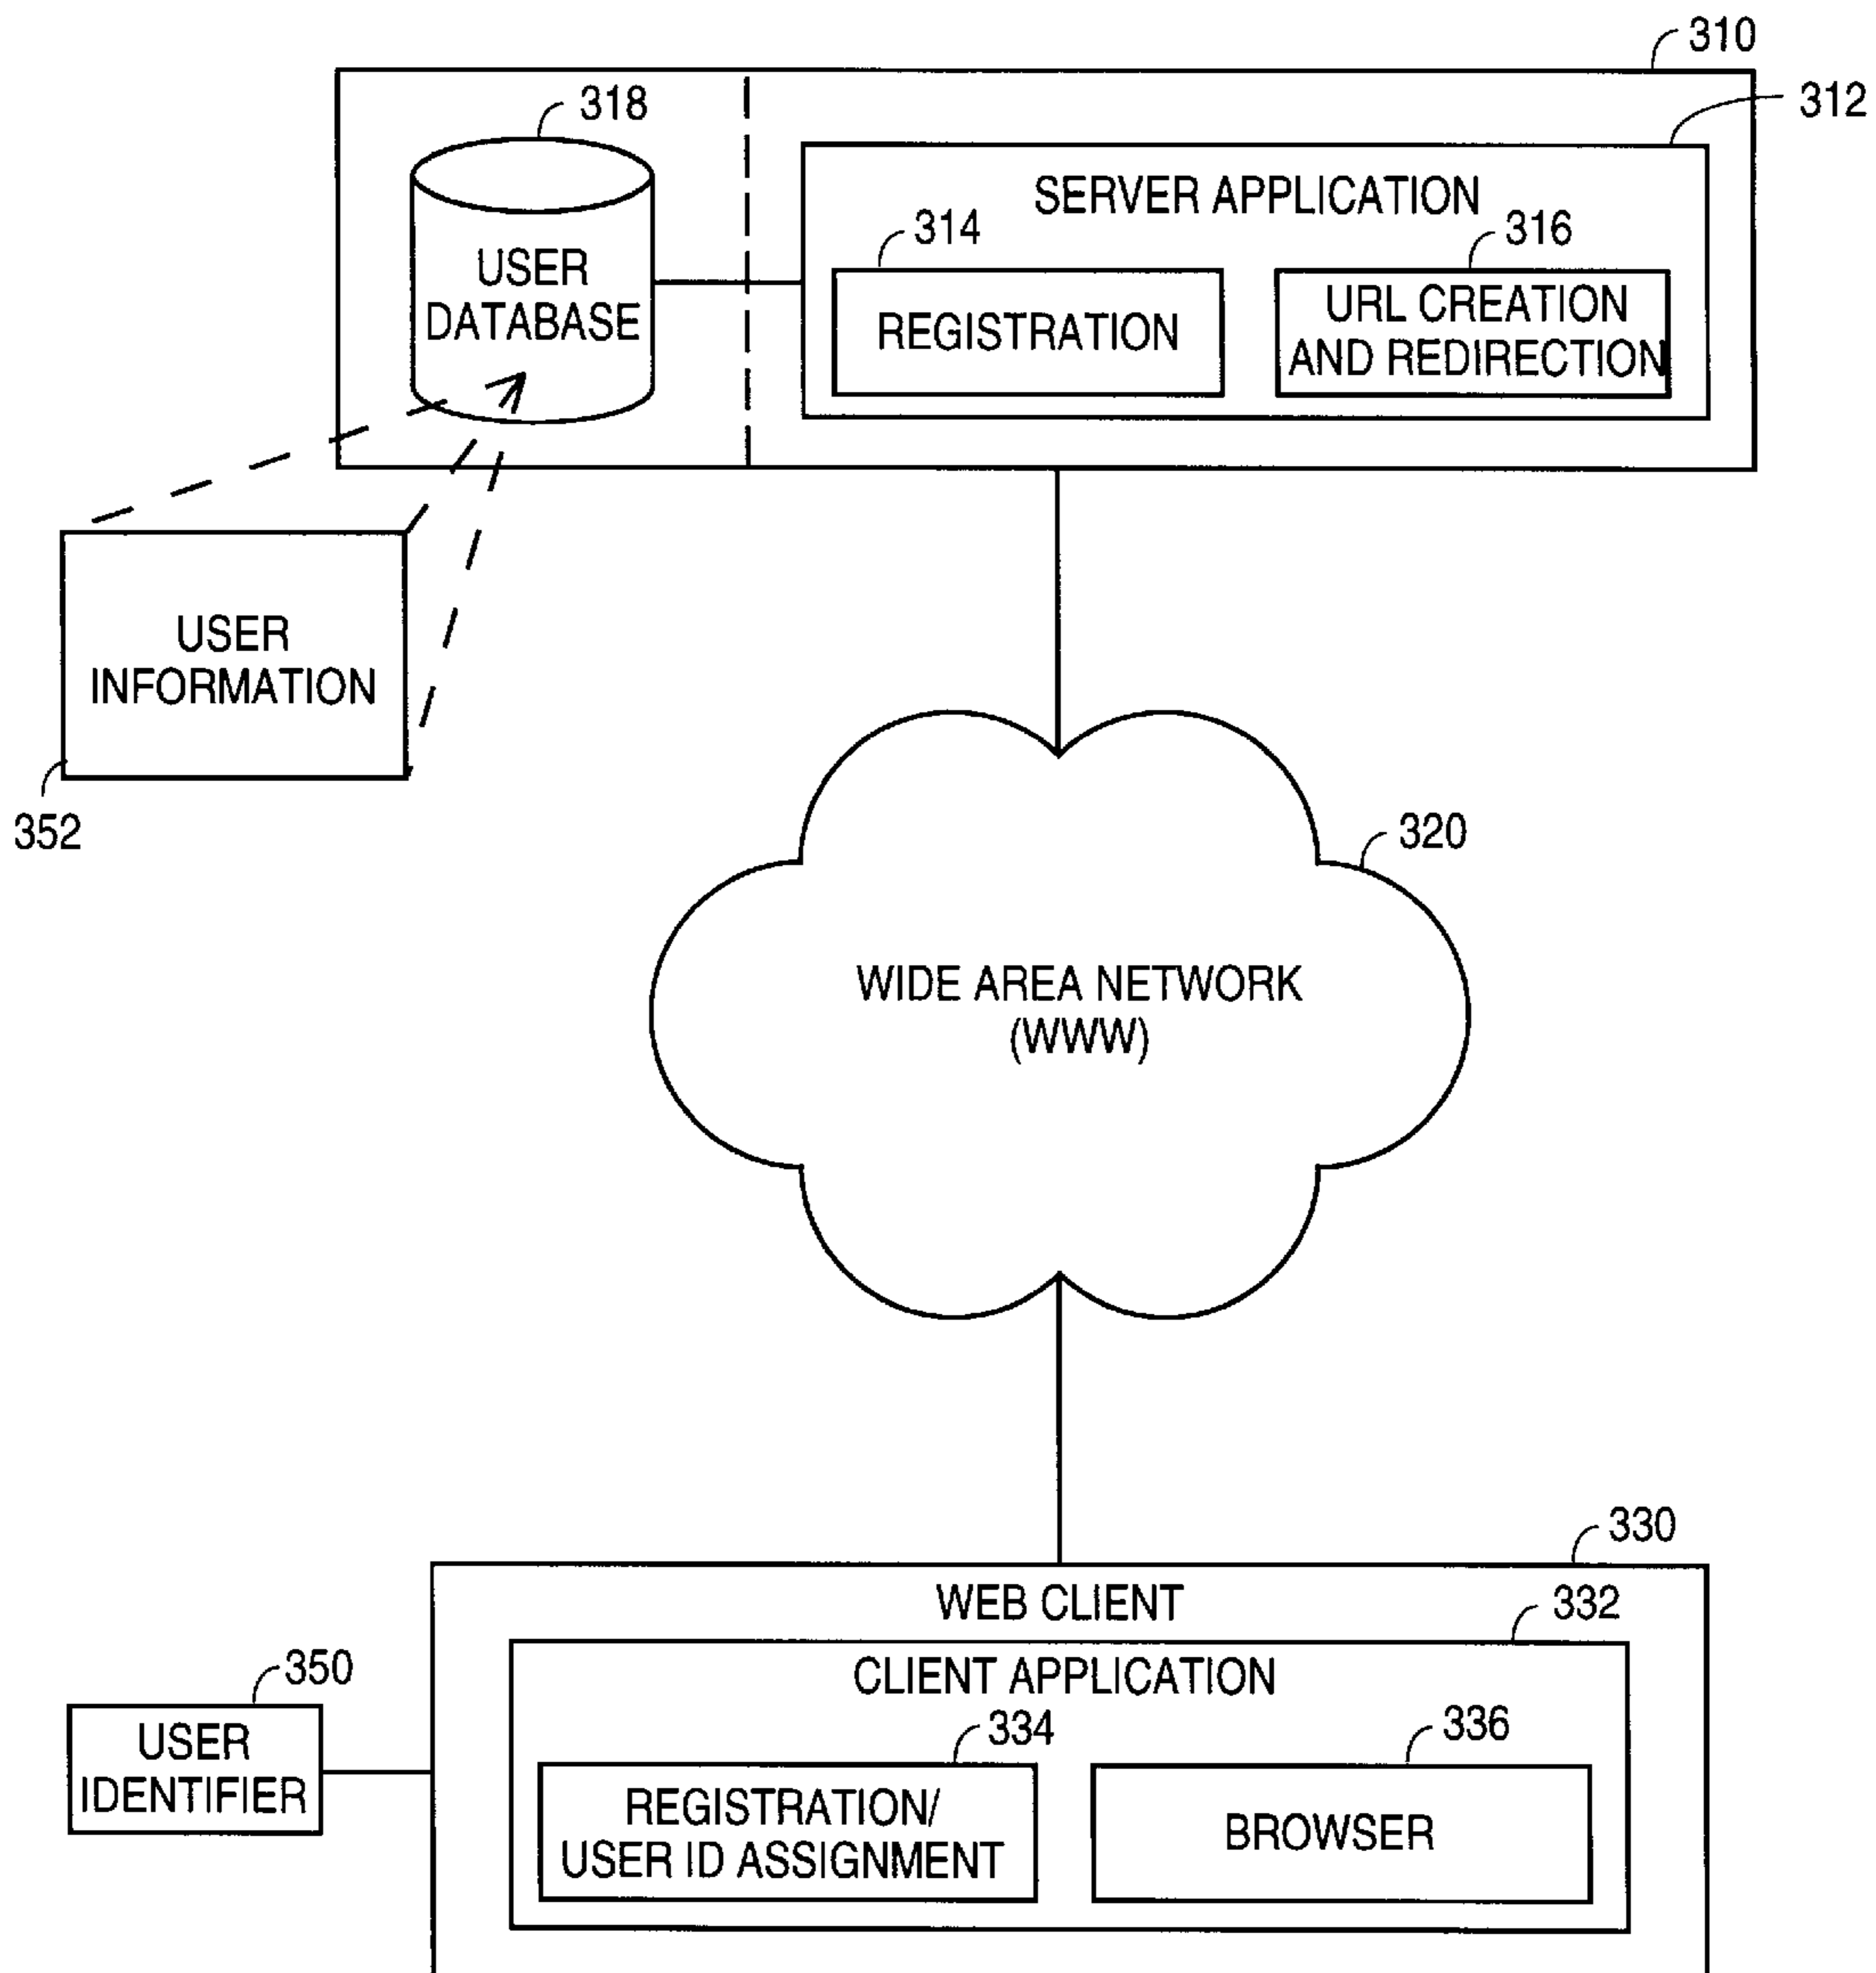 310
312
318
SERVER APPLICATION
314
316
USER
DATABASE
REGISTRATION
URL CREATION
AND REDIRECTION
USER
INFORMATION
352
320
WIDE AREA NETWORK
(WWW)
330
WEB CLIENT
332
CLIENT APPLICATION
350
334
336
USER
IDENTIFIER
REGISTRATION/
USER ID ASSIGNMENT
BROWSER